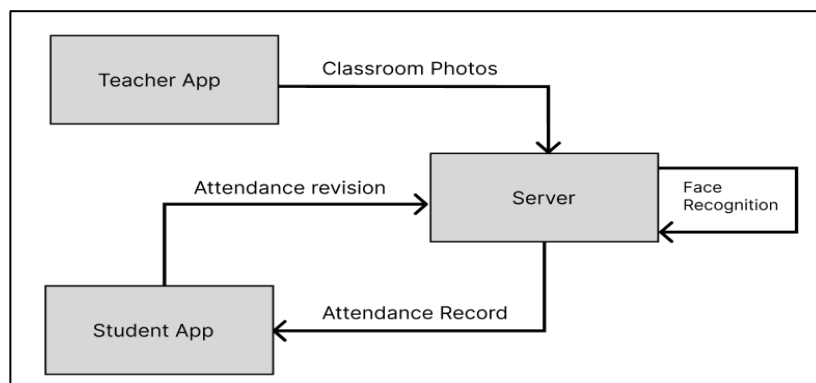 Teacher App
Classroom Photos
Attendance revision
Server
Face
Recognition
Attendance Record
Student App